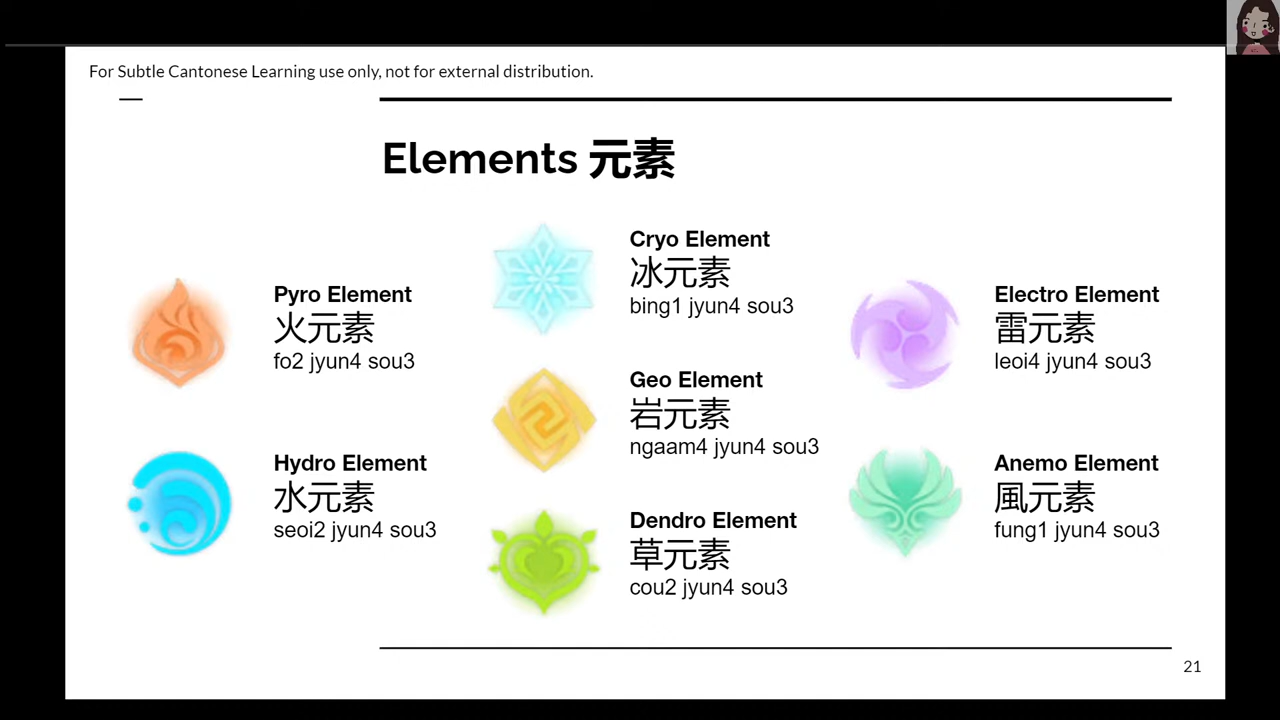 For Subtle Cantonese Learning use only, not for external distribution.
Elements 元素
Pyro Element
火元素
fo2 jyun4 sou3
Hydro Element
水元素
seoi2 jyun4 sou3
Cryo Element
冰元素
bing1 jyun4 sou3
Geo Element
岩元素
ngaam4 jyun4 sou3
Dendro Element
草元素
cou2 jyun4 sou3
Electro Element
雷元素
leoi4 jyun4 sou3
Anemo Element
風元素
fung1 jyun4 sou3
21